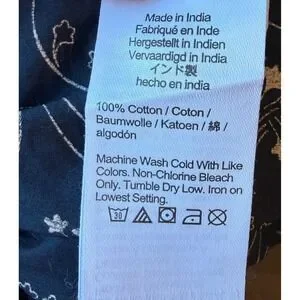 Made in India
Fabriqué en Inde
Hergestellt in Indien
Vervaardigd in India
インド製
hecho en india
100% Cotton / Coton /
Baumwolle / Katoen / 綿 /
algodón
Machine Wash Cold With Like
Colors. Non-Chlorine Bleach
Only. Tumble Dry Low. Iron on
Lowest Setting.
30